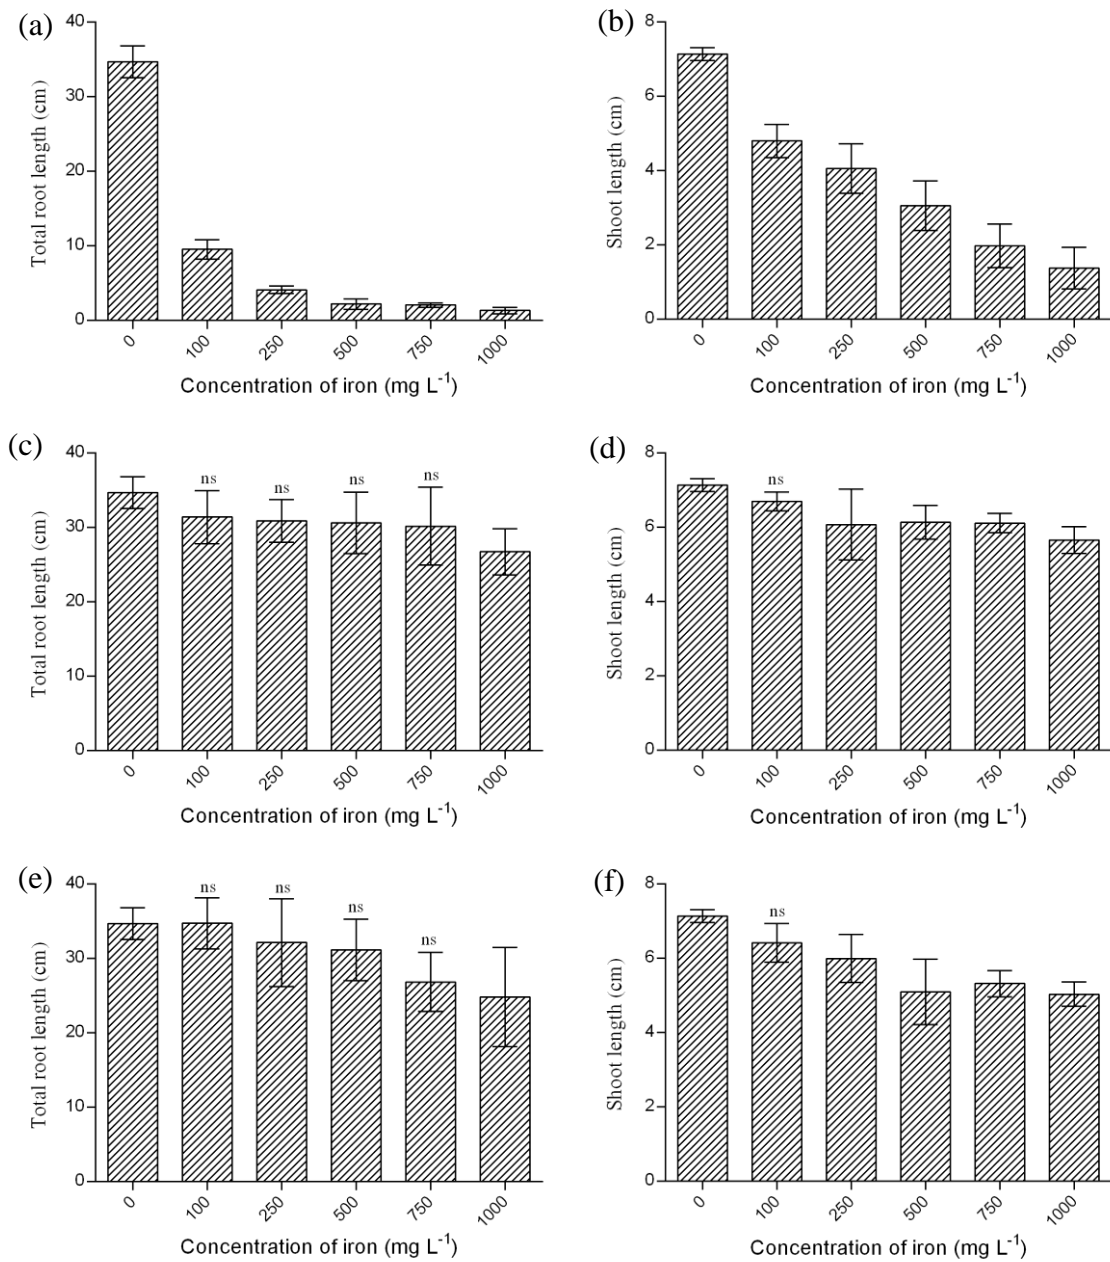 (a)
40
30
20
10
0
Total root length (cm)
0
100
250
500
750
1000
Concentration of iron (mg L⁻¹)
(b)
8
6
4
2
0
Shoot length (cm)
0
100
250
500
750
1000
Concentration of iron (mg L⁻¹)
(c)
40
30
20
10
0
Total root length (cm)
ns
ns
ns
ns
0
100
250
500
750
1000
Concentration of iron (mg L⁻¹)
(d)
8
6
4
2
0
Shoot length (cm)
ns
0
100
250
500
750
1000
Concentration of iron (mg L⁻¹)
(e)
40
30
20
10
0
Total root length (cm)
ns
ns
ns
ns
0
100
250
500
750
1000
Concentration of iron (mg L⁻¹)
(f)
8
6
4
2
0
Shoot length (cm)
ns
0
100
250
500
750
1000
Concentration of iron (mg L⁻¹)